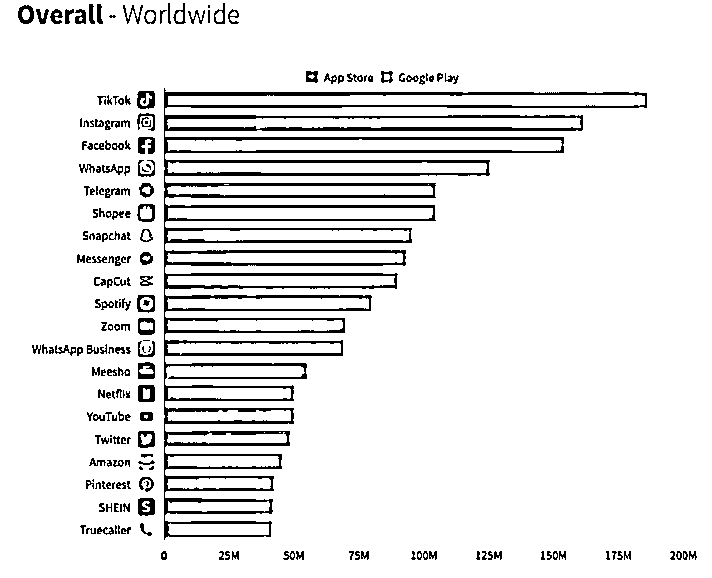 Overall - Worldwide
App Store Google Play
TikTok
Instagram
Facebook
WhatsApp
Telegram
Shopee
Snapchat
Messenger
CapCut
Spotify
Zoom
WhatsApp Business
Meesho
Netflix
YouTube
Twitter
Amazon
Pinterest
SHEIN
Truecaller
0 25M 50M 75M 100M 125M 150M 175M 200M